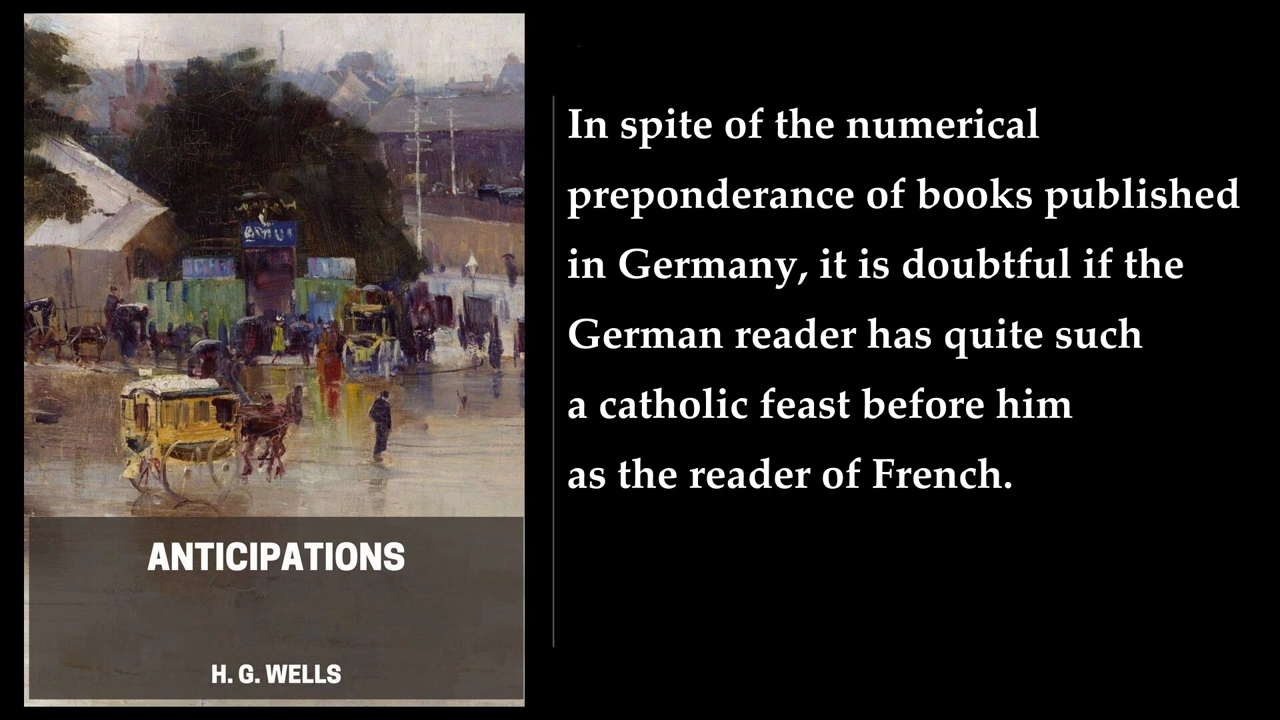 ANTICIPATIONS
H. G. WELLS
In spite of the numerical
preponderance of books published
in Germany, it is doubtful if the
German reader has quite such
a catholic feast before him
as the reader of French.